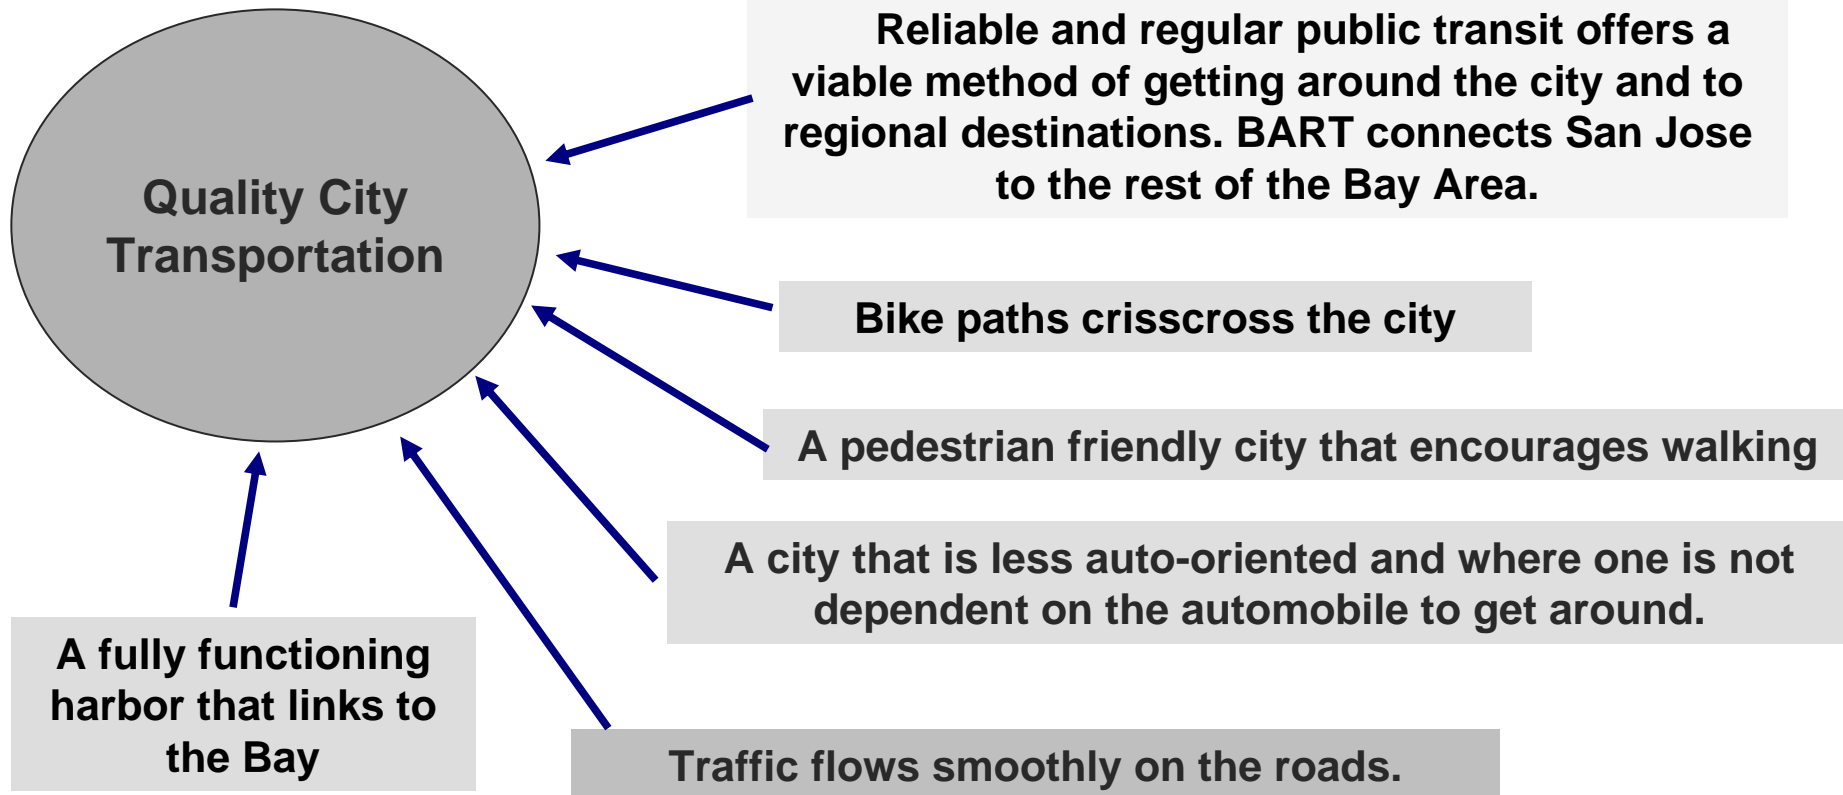 Quality City
Transportation
Reliable and regular public transit offers a
viable method of getting around the city and to
regional destinations. BART connects San Jose
to the rest of the Bay Area.
Bike paths crisscross the city
A pedestrian friendly city that encourages walking
A city that is less auto-oriented and where one is not
dependent on the automobile to get around.
A fully functioning
harbor that links to
the Bay
Traffic flows smoothly on the roads.